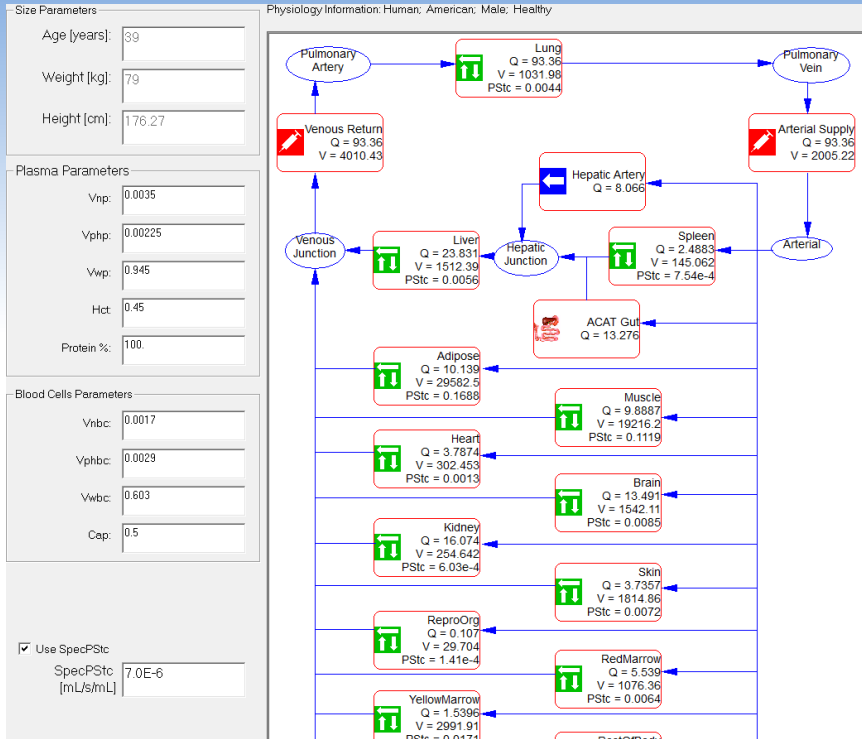 Physiology Information: Human; American; Male; Healthy
Size Parameters
Age [years]: 39
Weight [kg]: 79
Height [cm]: 176.27
Plasma Parameters
Vnp: 0.0035
Vphp: 0.00225
Vwp: 0.945
Hct: 0.45
Protein %: 100.
Blood Cells Parameters
Vnbc: 0.0017
Vphbc: 0.0029
Vwbc: 0.603
Cap: 0.5
Use SpecPStc
SpecPStc
[mL/s/mL] 7.0E-6
Pulmonary
Artery
Lung
Q = 93.36
V = 1031.98
PStc = 0.0044
Pulmonary
Vein
Venous Return
Q = 93.36
V = 4010.43
Arterial Supply
Q = 93.36
V = 2005.22
Hepatic Artery
Q = 8.066
Venous
Junction
Liver
Q = 23.831
V = 1512.39
PStc = 0.0056
Hepatic
Junction
Spleen
Q = 2.4883
V = 145.062
PStc = 7.54e-4
Arterial
ACAT Gut
Q = 13.276
Adipose
Q = 10.139
V = 29582.5
PStc = 0.1688
Muscle
Q = 9.8887
V = 19216.2
PStc = 0.1119
Heart
Q = 3.7874
V = 302.453
PStc = 0.0013
Brain
Q = 13.491
V = 1542.11
PStc = 0.0085
Kidney
Q = 16.074
V = 254.642
PStc = 6.03e-4
Skin
Q = 3.7357
V = 1814.86
PStc = 0.0072
ReproOrg
Q = 0.107
V = 29.704
PStc = 1.41e-4
RedMarrow
Q = 5.539
V = 1076.36
PStc = 0.0064
YellowMarrow
Q = 1.5396
V = 2991.91
PStc = 0.0171
RestOfBody